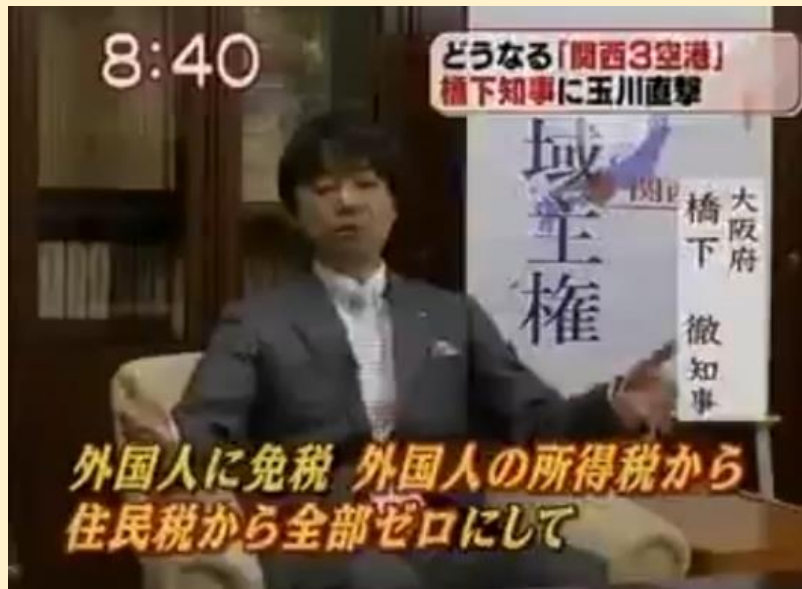 8:40
どうなる「関西3空港」
橋下知事に玉川直撃
域主権
関西
大阪府
橋下 徹知事
外国人に免税 外国人の所得税から
住民税から全部ゼロにして